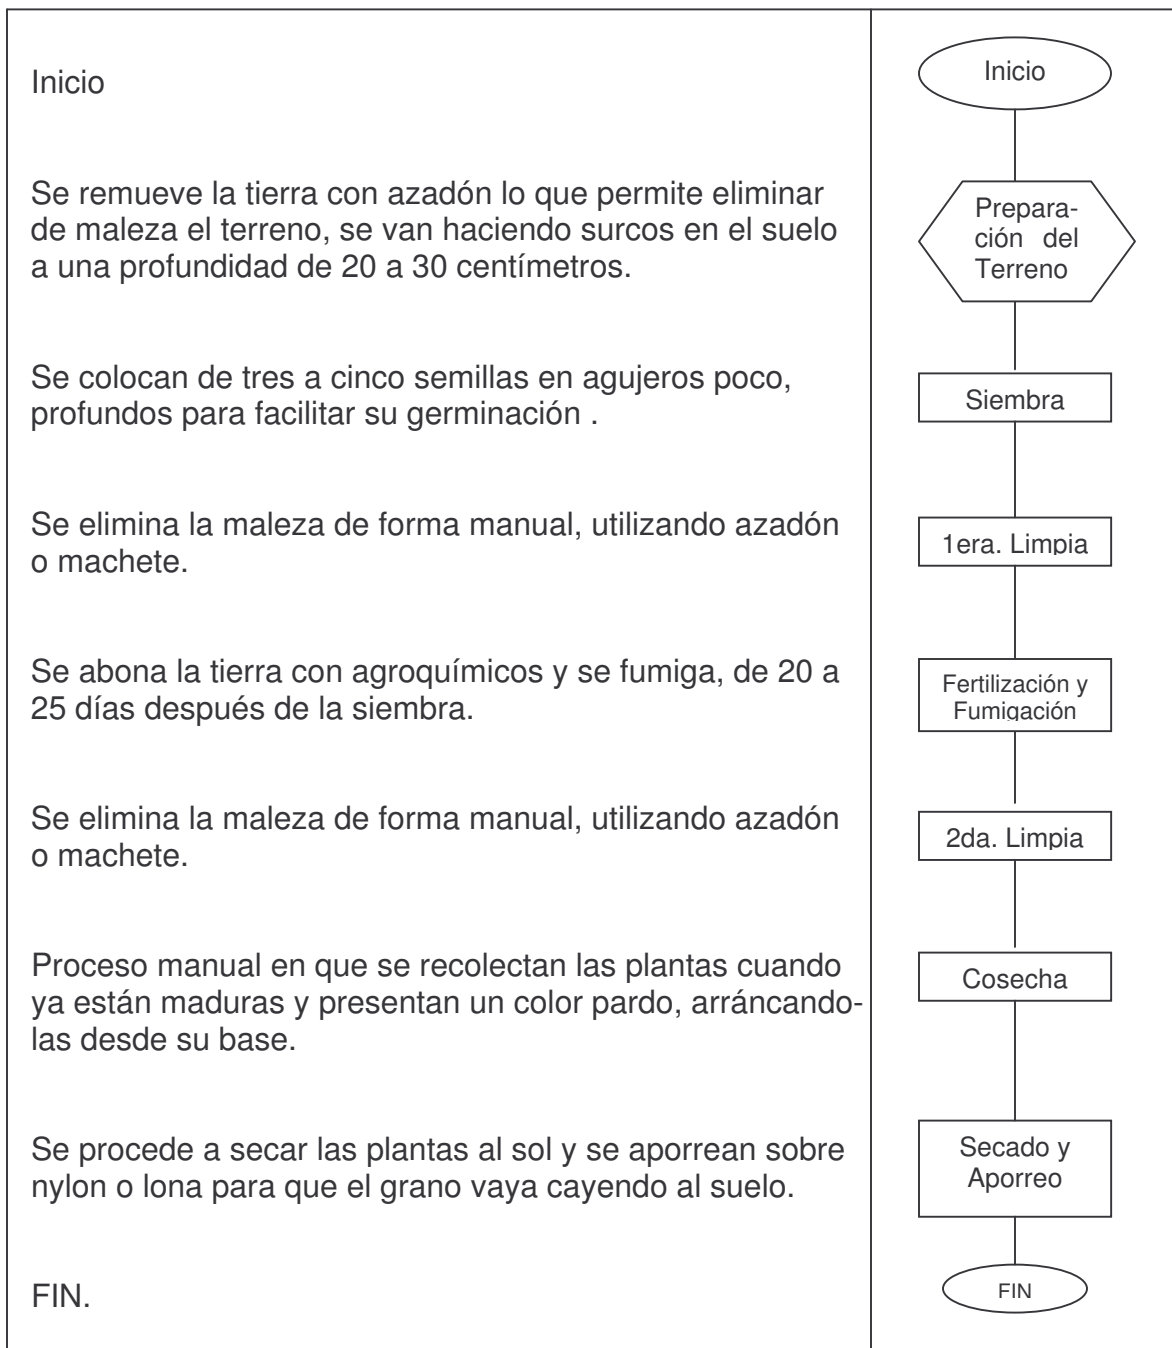 Inicio
Inicio
Se remueve la tierra con azadón lo que permite eliminar
de maleza el terreno, se van haciendo surcos en el suelo
a una profundidad de 20 a 30 centímetros.
Prepara-
ción del
Terreno
Se colocan de tres a cinco semillas en agujeros poco,
profundos para facilitar su germinación .
Siembra
Se elimina la maleza de forma manual, utilizando azadón
o machete.
1era. Limpia
Se abona la tierra con agroquímicos y se fumiga, de 20 a
25 días después de la siembra.
Fertilización y
Fumigación
Se elimina la maleza de forma manual, utilizando azadón
o machete.
2da. Limpia
Proceso manual en que se recolectan las plantas cuando
ya están maduras y presentan un color pardo, arráncando-
las desde su base.
Cosecha
Se procede a secar las plantas al sol y se aporrean sobre
nylon o lona para que el grano vaya cayendo al suelo.
Secado y
Aporreo
FIN.
FIN